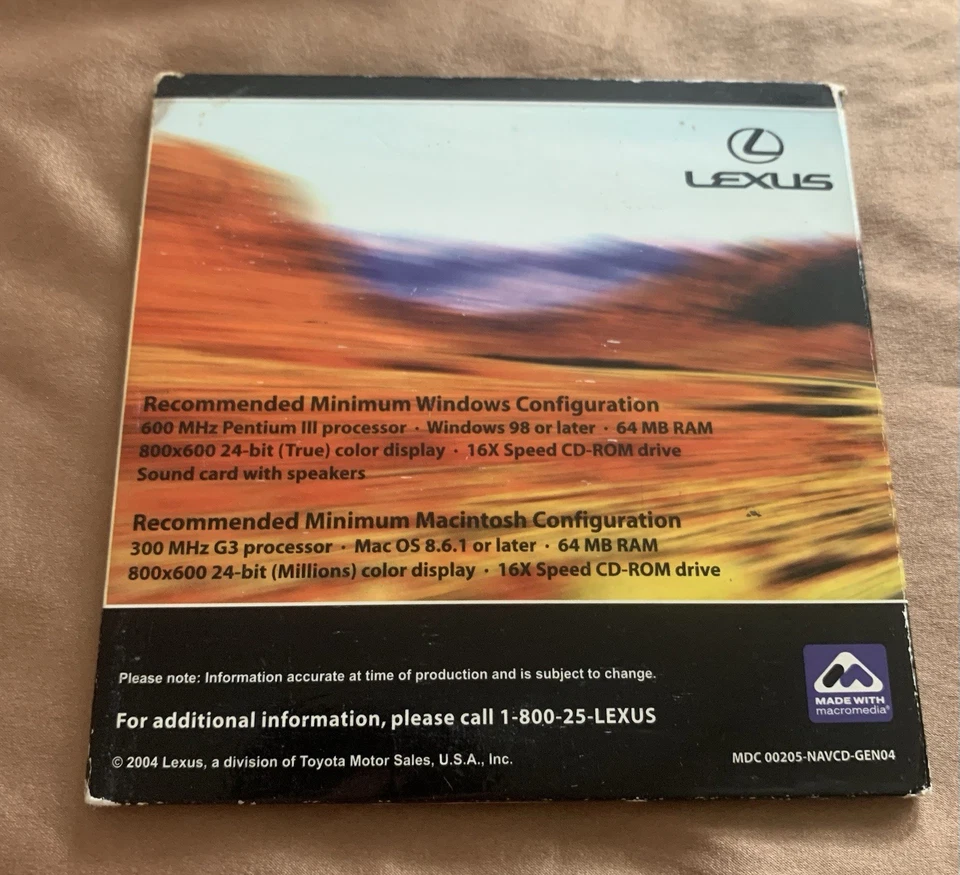 LEXUS
Recommended Minimum Windows Configuration
600 MHz Pentium III processor · Windows 98 or later · 64 MB RAM
800x600 24-bit (True) color display · 16X Speed CD-ROM drive
Sound card with speakers
Recommended Minimum Macintosh Configuration
300 MHz G3 processor · Mac OS 8.6.1 or later · 64 MB RAM
800x600 24-bit (Millions) color display · 16X Speed CD-ROM drive
Please note: Information accurate at time of production and is subject to change.
For additional information, please call 1-800-25-LEXUS
© 2004 Lexus, a division of Toyota Motor Sales, U.S.A., Inc.
MADE WITH
macromedia®
MDC 00205-NAVCD-GEN04